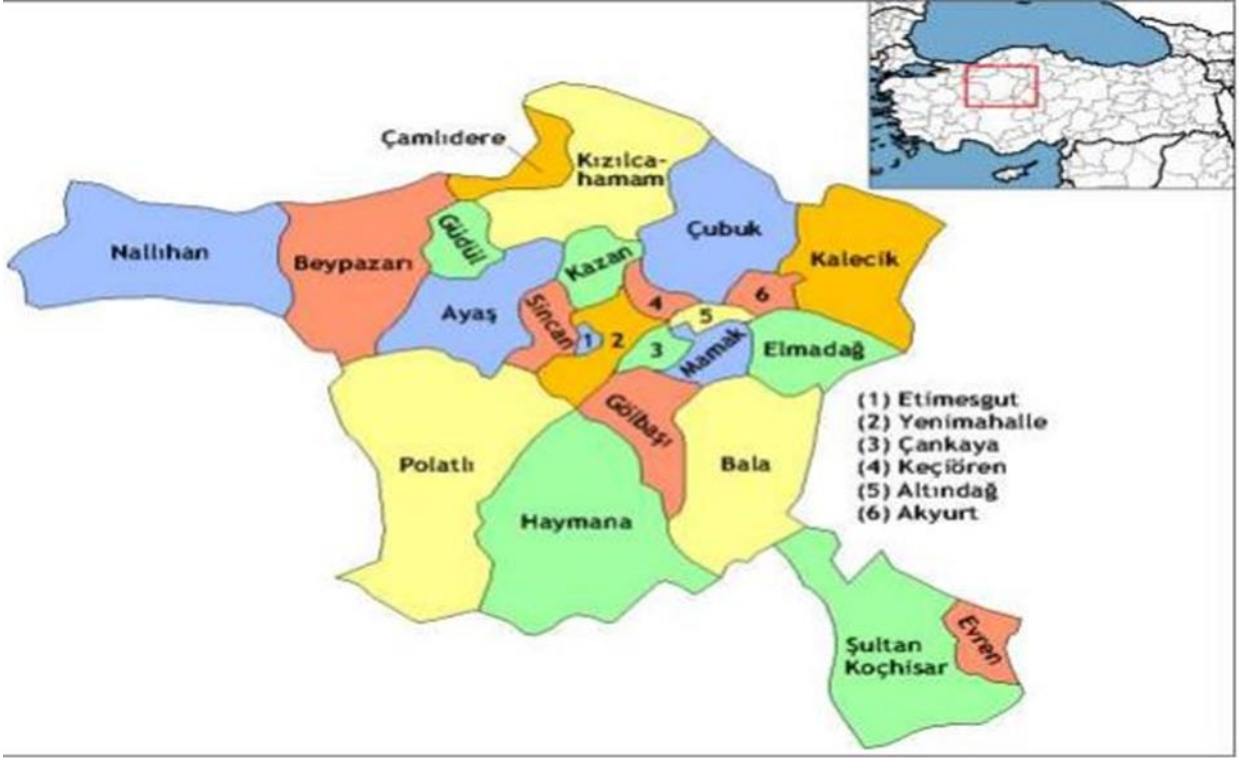 Çamlıdere
Kızılca-
hamam
Nallıhan
Beypazarı
Güdül
Çubuk
Kalecik
Kazan
Ayaş
Sincan
1
2
3
4
5
6
Mamak
Elmadağ
Gölbaşı
Polatlı
Bala
Haymana
(1) Etimesgut
(2) Yenimahalle
(3) Çankaya
(4) Keçiören
(5) Altındağ
(6) Akyurt
Şultan
Koçhisar
Evren